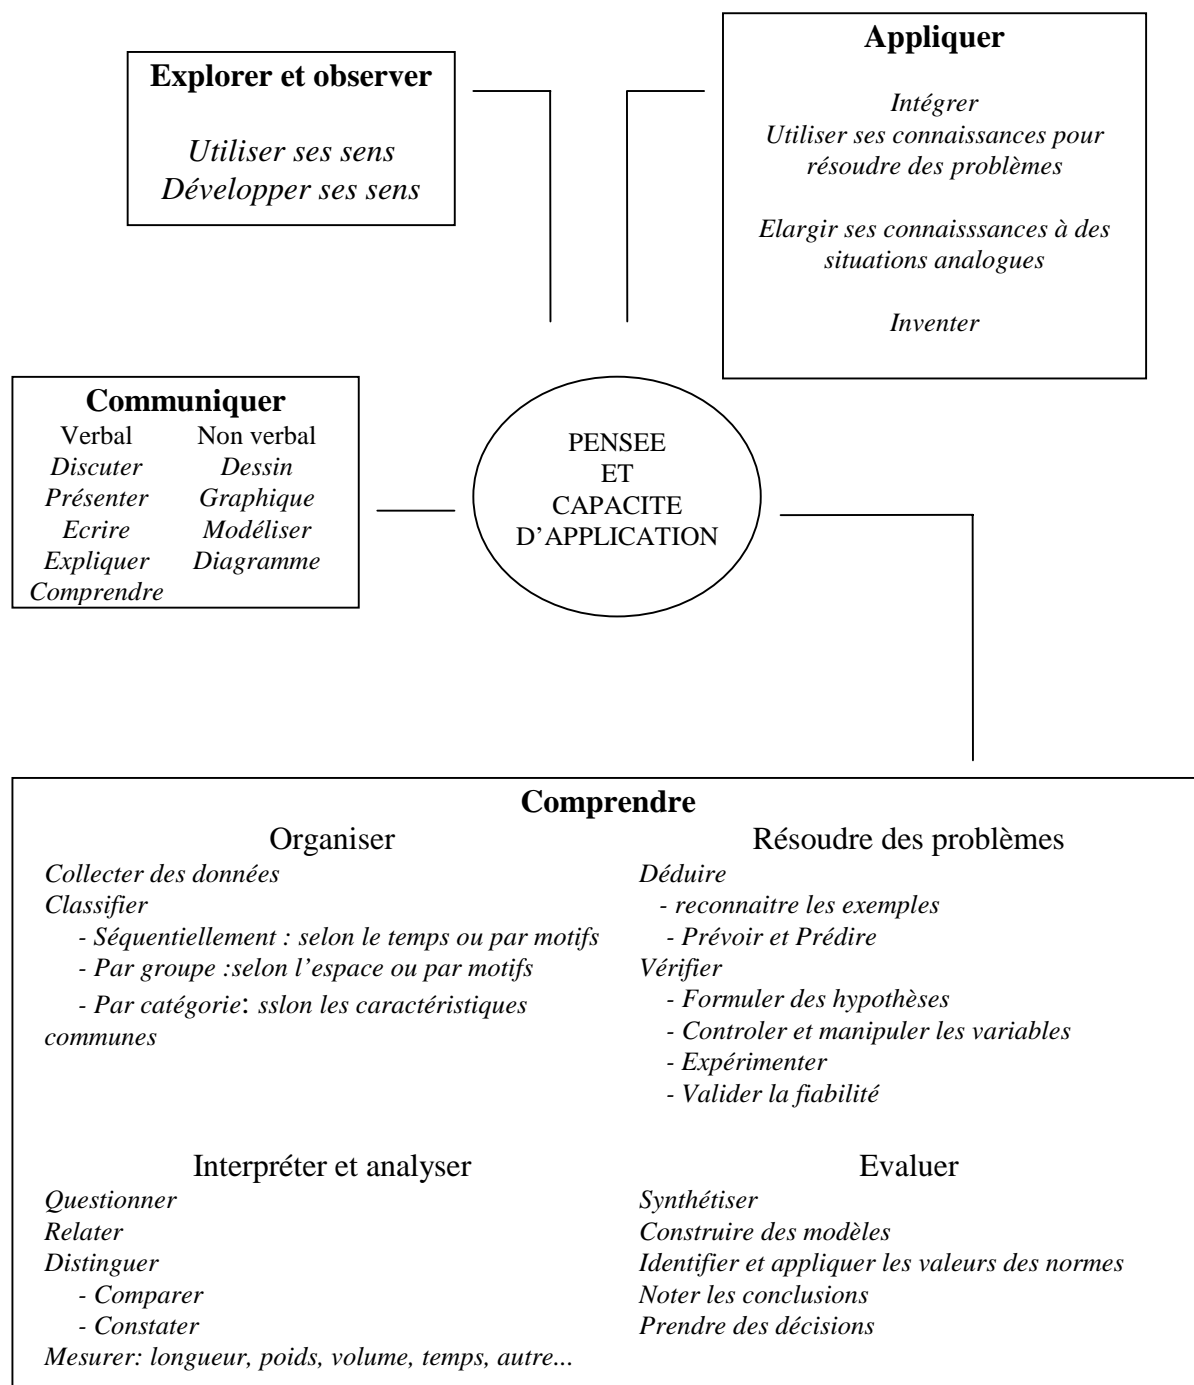 Explorer et observer
Utiliser ses sens
Développer ses sens
Appliquer
Intégrer
Utiliser ses connaissances pour
résoudre des problèmes
Elargir ses connaisssances à des
situations analogues
Inventer
Communiquer
Verbal Non verbal
Discuter Dessin
Présenter Graphique
Ecrire Modéliser
Expliquer Diagramme
Comprendre
PENSEE
ET
CAPACITE
D’APPLICATION
Comprendre
Organiser
Collecter des données
Classifier
- Séquentiellement : selon le temps ou par motifs
- Par groupe :selon l’espace ou par motifs
- Par catégorie: sslon les caractéristiques
communes
Résoudre des problèmes
Déduire
- reconnaitre les exemples
- Prévoir et Prédire
Vérifier
- Formuler des hypothèses
- Controler et manipuler les variables
- Expérimenter
- Valider la fiabilité
Interpréter et analyser
Questionner
Relater
Distinguer
- Comparer
- Constater
Mesurer: longueur, poids, volume, temps, autre...
Evaluer
Synthétiser
Construire des modèles
Identifier et appliquer les valeurs des normes
Noter les conclusions
Prendre des décisions